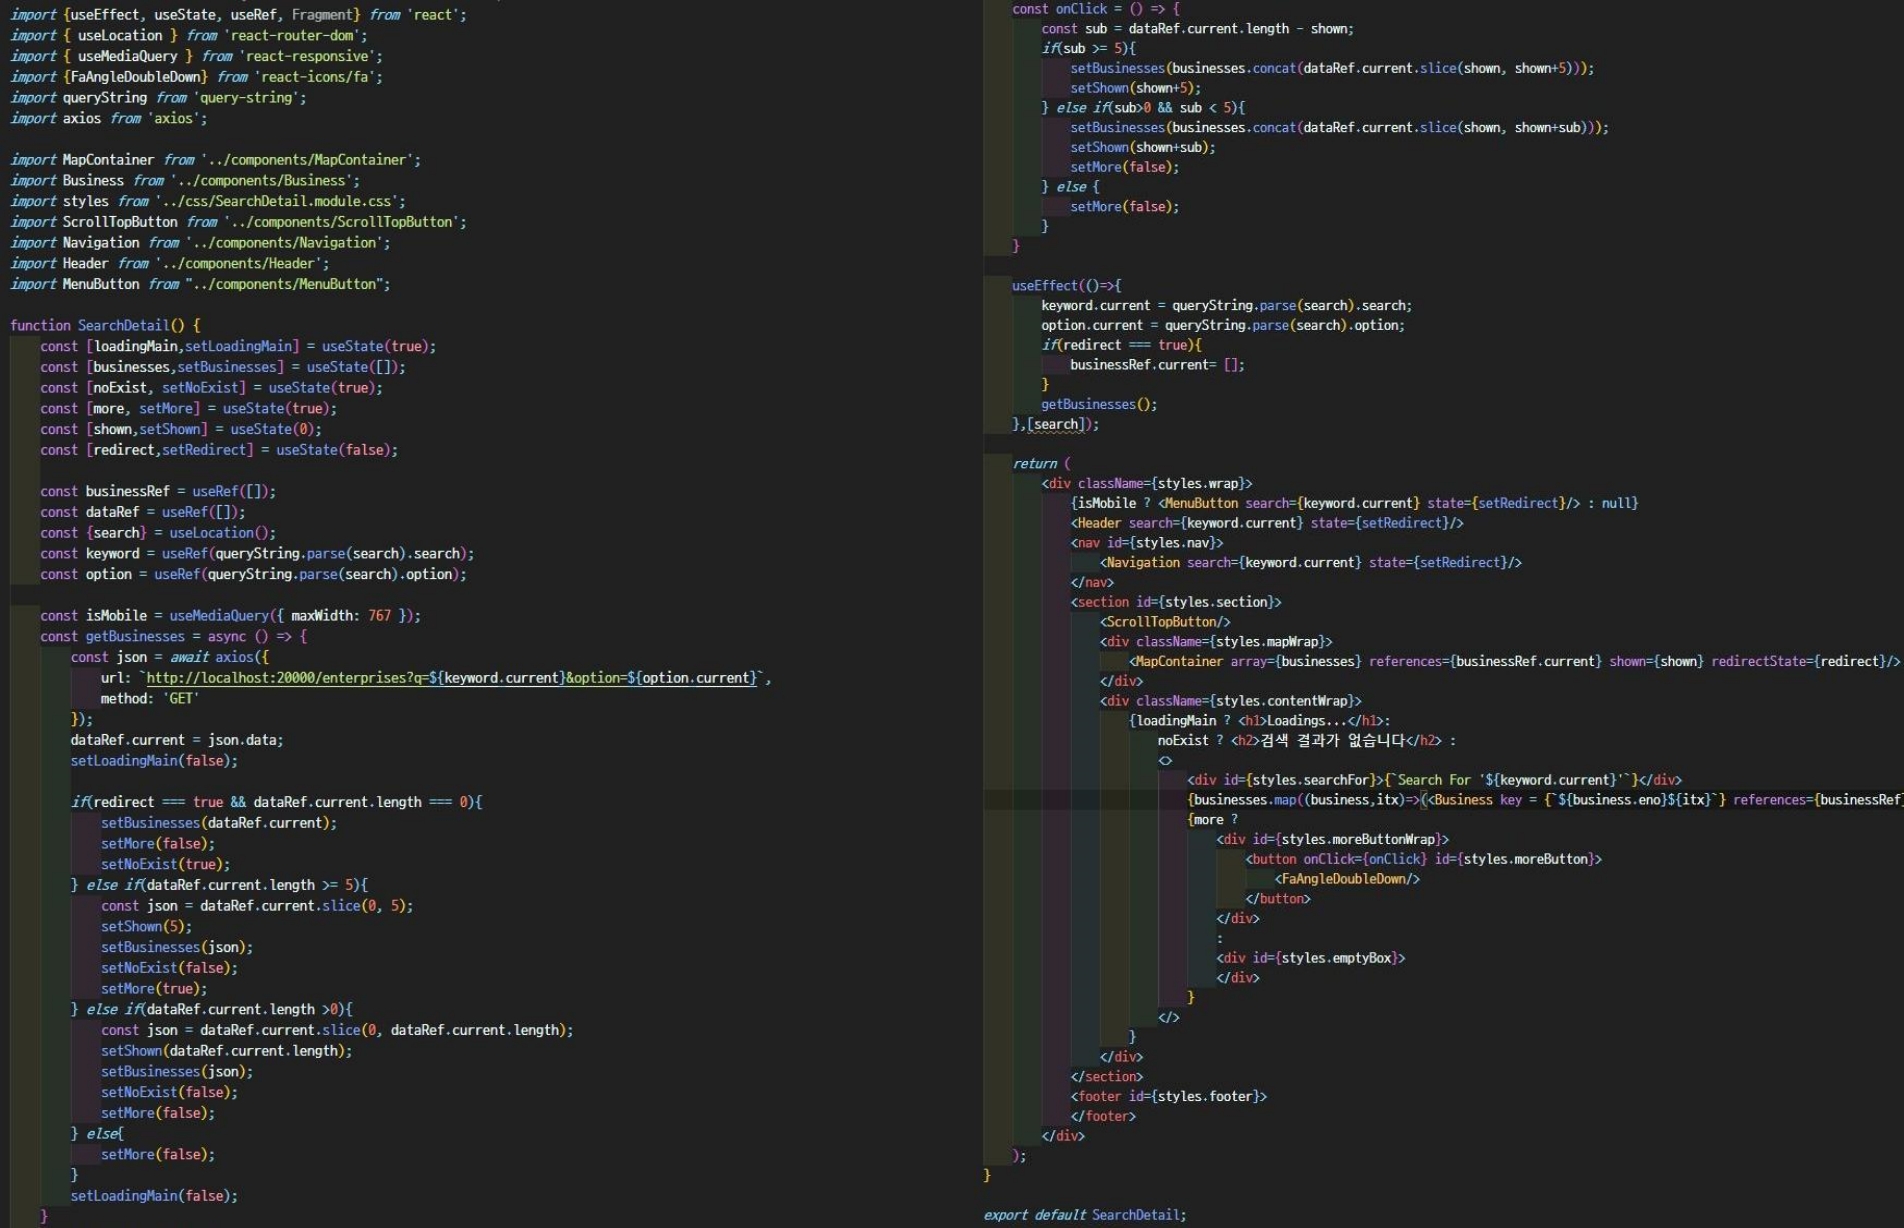 import {useEffect, useState, useRef, Fragment} from 'react';
import { useLocation } from 'react-router-dom';
import { useMediaQuery } from 'react-responsive';
import {FaAngleDoubleDown} from 'react-icons/fa';
import queryString from 'query-string';
import axios from 'axios';
import MapContainer from '../components/MapContainer';
import Business from '../components/Business';
import styles from '../css/SearchDetail.module.css';
import ScrollTopButton from '../components/ScrollTopButton';
import Navigation from '../components/Navigation';
import Header from '../components/Header';
import MenuButton from "../components/MenuButton";
function SearchDetail() {
const [loadingMain,setLoadingMain] = useState(true);
const [businesses,setBusinesses] = useState([]);
const [noExist, setNoExist] = useState(true);
const [more, setMore] = useState(true);
const [shown,setShown] = useState(0);
const [redirect,setRedirect] = useState(false);
const businessRef = useRef([]);
const dataRef = useRef([]);
const {search} = useLocation();
const keyword = useRef(queryString.parse(search).search);
const option = useRef(queryString.parse(search).option);
const isMobile = useMediaQuery({ maxWidth: 767 });
const getBusinesses = async () => {
const json = await axios({
url: `http://localhost:20000/enterprises?q=${keyword.current}&option=${option.current}`,
method: 'GET'
});
dataRef.current = json.data;
setLoadingMain(false);
if(redirect === true && dataRef.current.length === 0){
setBusinesses(dataRef.current);
setMore(false);
setNoExist(true);
} else if(dataRef.current.length >= 5){
const json = dataRef.current.slice(0, 5);
setShown(5);
setBusinesses(json);
setNoExist(false);
setMore(true);
} else if(dataRef.current.length >0){
const json = dataRef.current.slice(0, dataRef.current.length);
setShown(dataRef.current.length);
setBusinesses(json);
setNoExist(false);
setMore(false);
} else{
setMore(false);
}
setLoadingMain(false);
}
const onClick = () => {
const sub = dataRef.current.length - shown;
if(sub >= 5){
setBusinesses(businesses.concat(dataRef.current.slice(shown, shown+5)));
setShown(shown+5);
} else if(sub>0 && sub < 5){
setBusinesses(businesses.concat(dataRef.current.slice(shown, shown+sub)));
setShown(shown+sub);
setMore(false);
} else {
setMore(false);
}
}
useEffect(()=>{
keyword.current = queryString.parse(search).search;
option.current = queryString.parse(search).option;
if(redirect === true){
businessRef.current= [];
}
getBusinesses();
},[search]);
return (
<div className={styles.wrap}>
{isMobile ? <MenuButton search={keyword.current} state={setRedirect}/> : null}
<Header search={keyword.current} state={setRedirect}/>
<nav id={styles.nav}>
<Navigation search={keyword.current} state={setRedirect}/>
</nav>
<section id={styles.section}>
<ScrollTopButton/>
<div className={styles.mapWrap}>
<MapContainer array={businesses} references={businessRef.current} shown={shown} redirectState={redirect}/>
</div>
<div className={styles.contentWrap}>
{loadingMain ? <h1>Loadings...</h1>:
noExist ? <h2>검색 결과가 없습니다</h2> :
<>
<div id={styles.searchFor}>{`Search For '${keyword.current}'`}</div>
{businesses.map((business,itx)=>(<Business key = {`${business.eno}${itx}`} references={businessRef
{more ?
<div id={styles.moreButtonWrap}>
<button onClick={onClick} id={styles.moreButton}>
<FaAngleDoubleDown/>
</button>
</div>
:
<div id={styles.emptyBox}>
</div>
}
</>
}
</div>
</section>
<footer id={styles.footer}>
</footer>
</div>
);
}
export default SearchDetail;